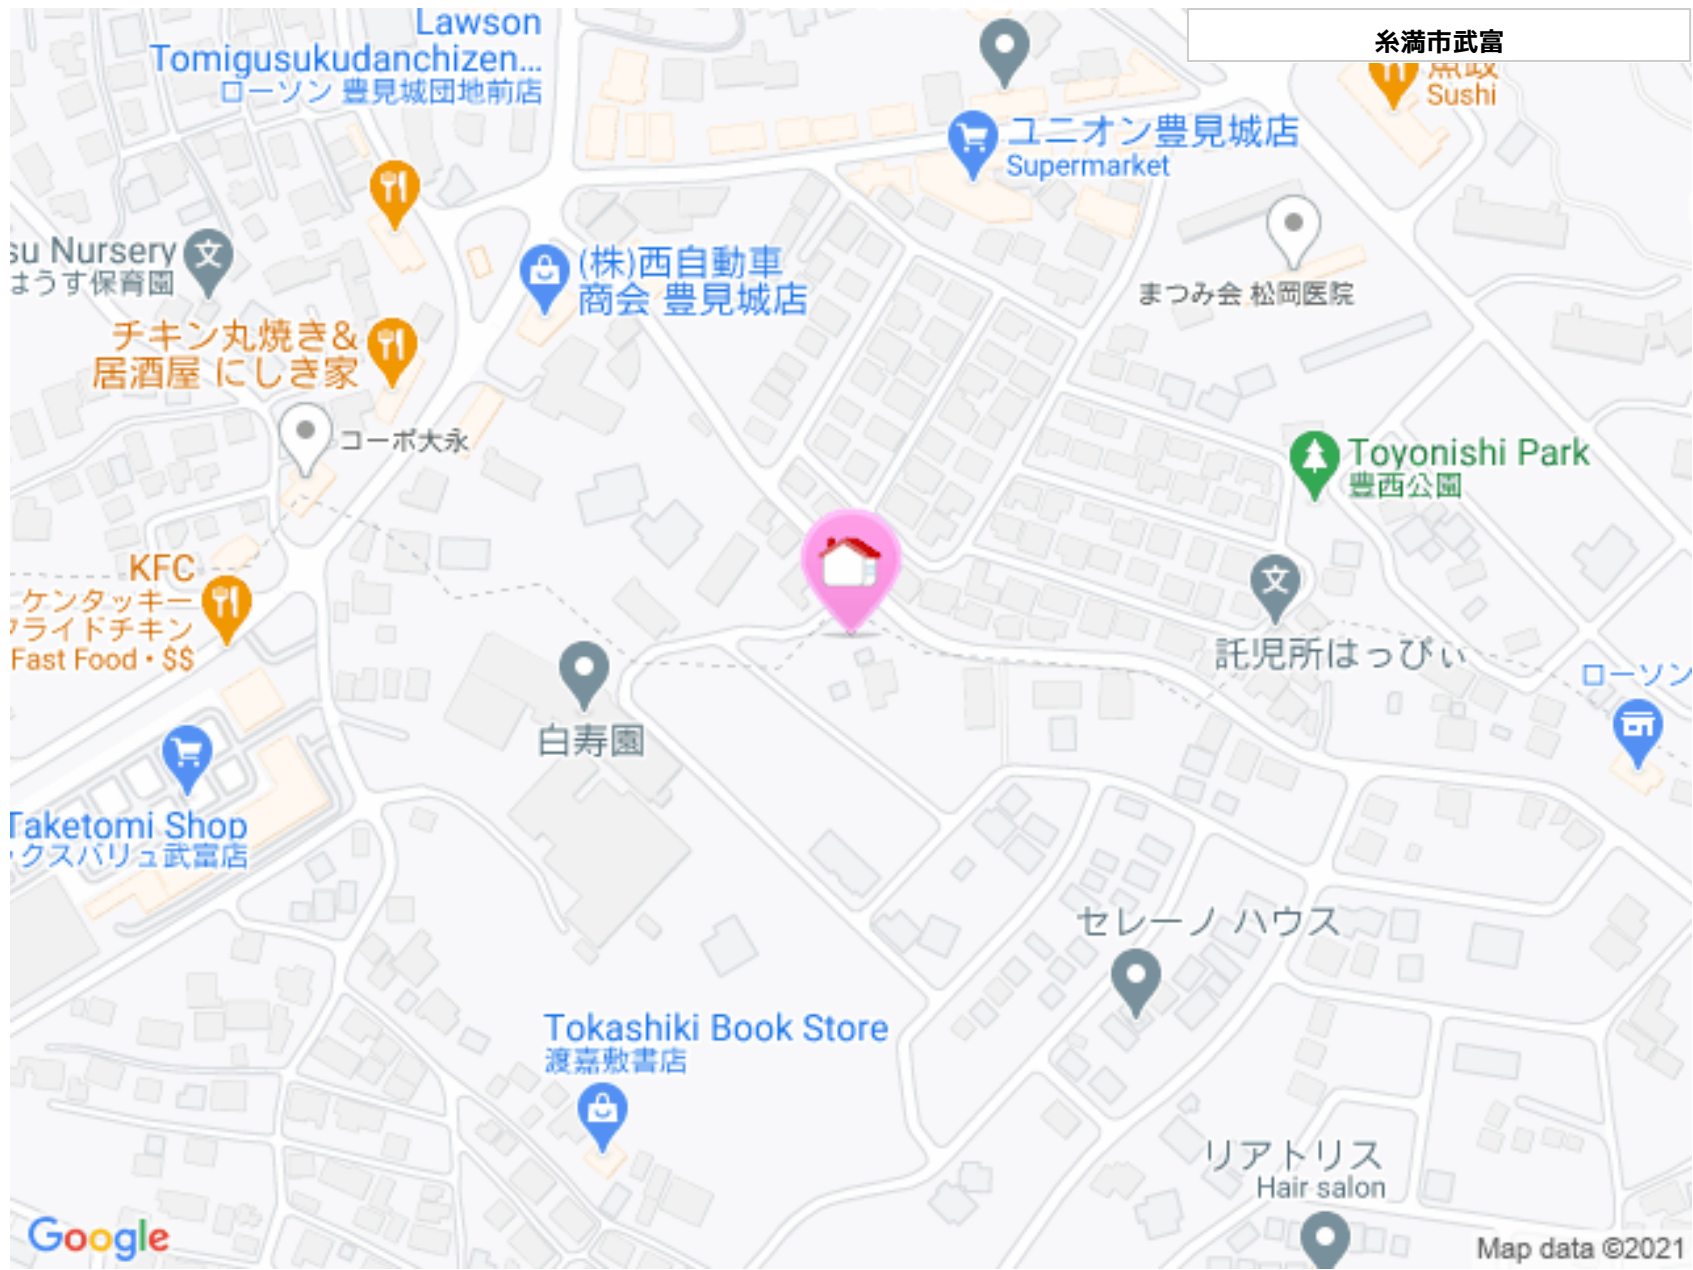 Lawson
Tomigusukudanchizen...
ローソン 豊見城団地前店
糸満市武富
Sushi
ユニオン豊見城店
Supermarket
su Nursery
はうす保育園
(株)西自動車
商会 豊見城店
まつみ会 松岡医院
チキン丸焼き&
居酒屋 にしき家
コーポ大永
Toyonishi Park
豊西公園
KFC
ケンタッキー
フライドチキン
Fast Food・$$
託児所はっぴぃ
ローソン
白寿園
Taketomi Shop
ックスバリュ武富店
セレーノ ハウス
Tokashiki Book Store
渡嘉敷書店
リアトリス
Hair salon
Google
Map data ©2021